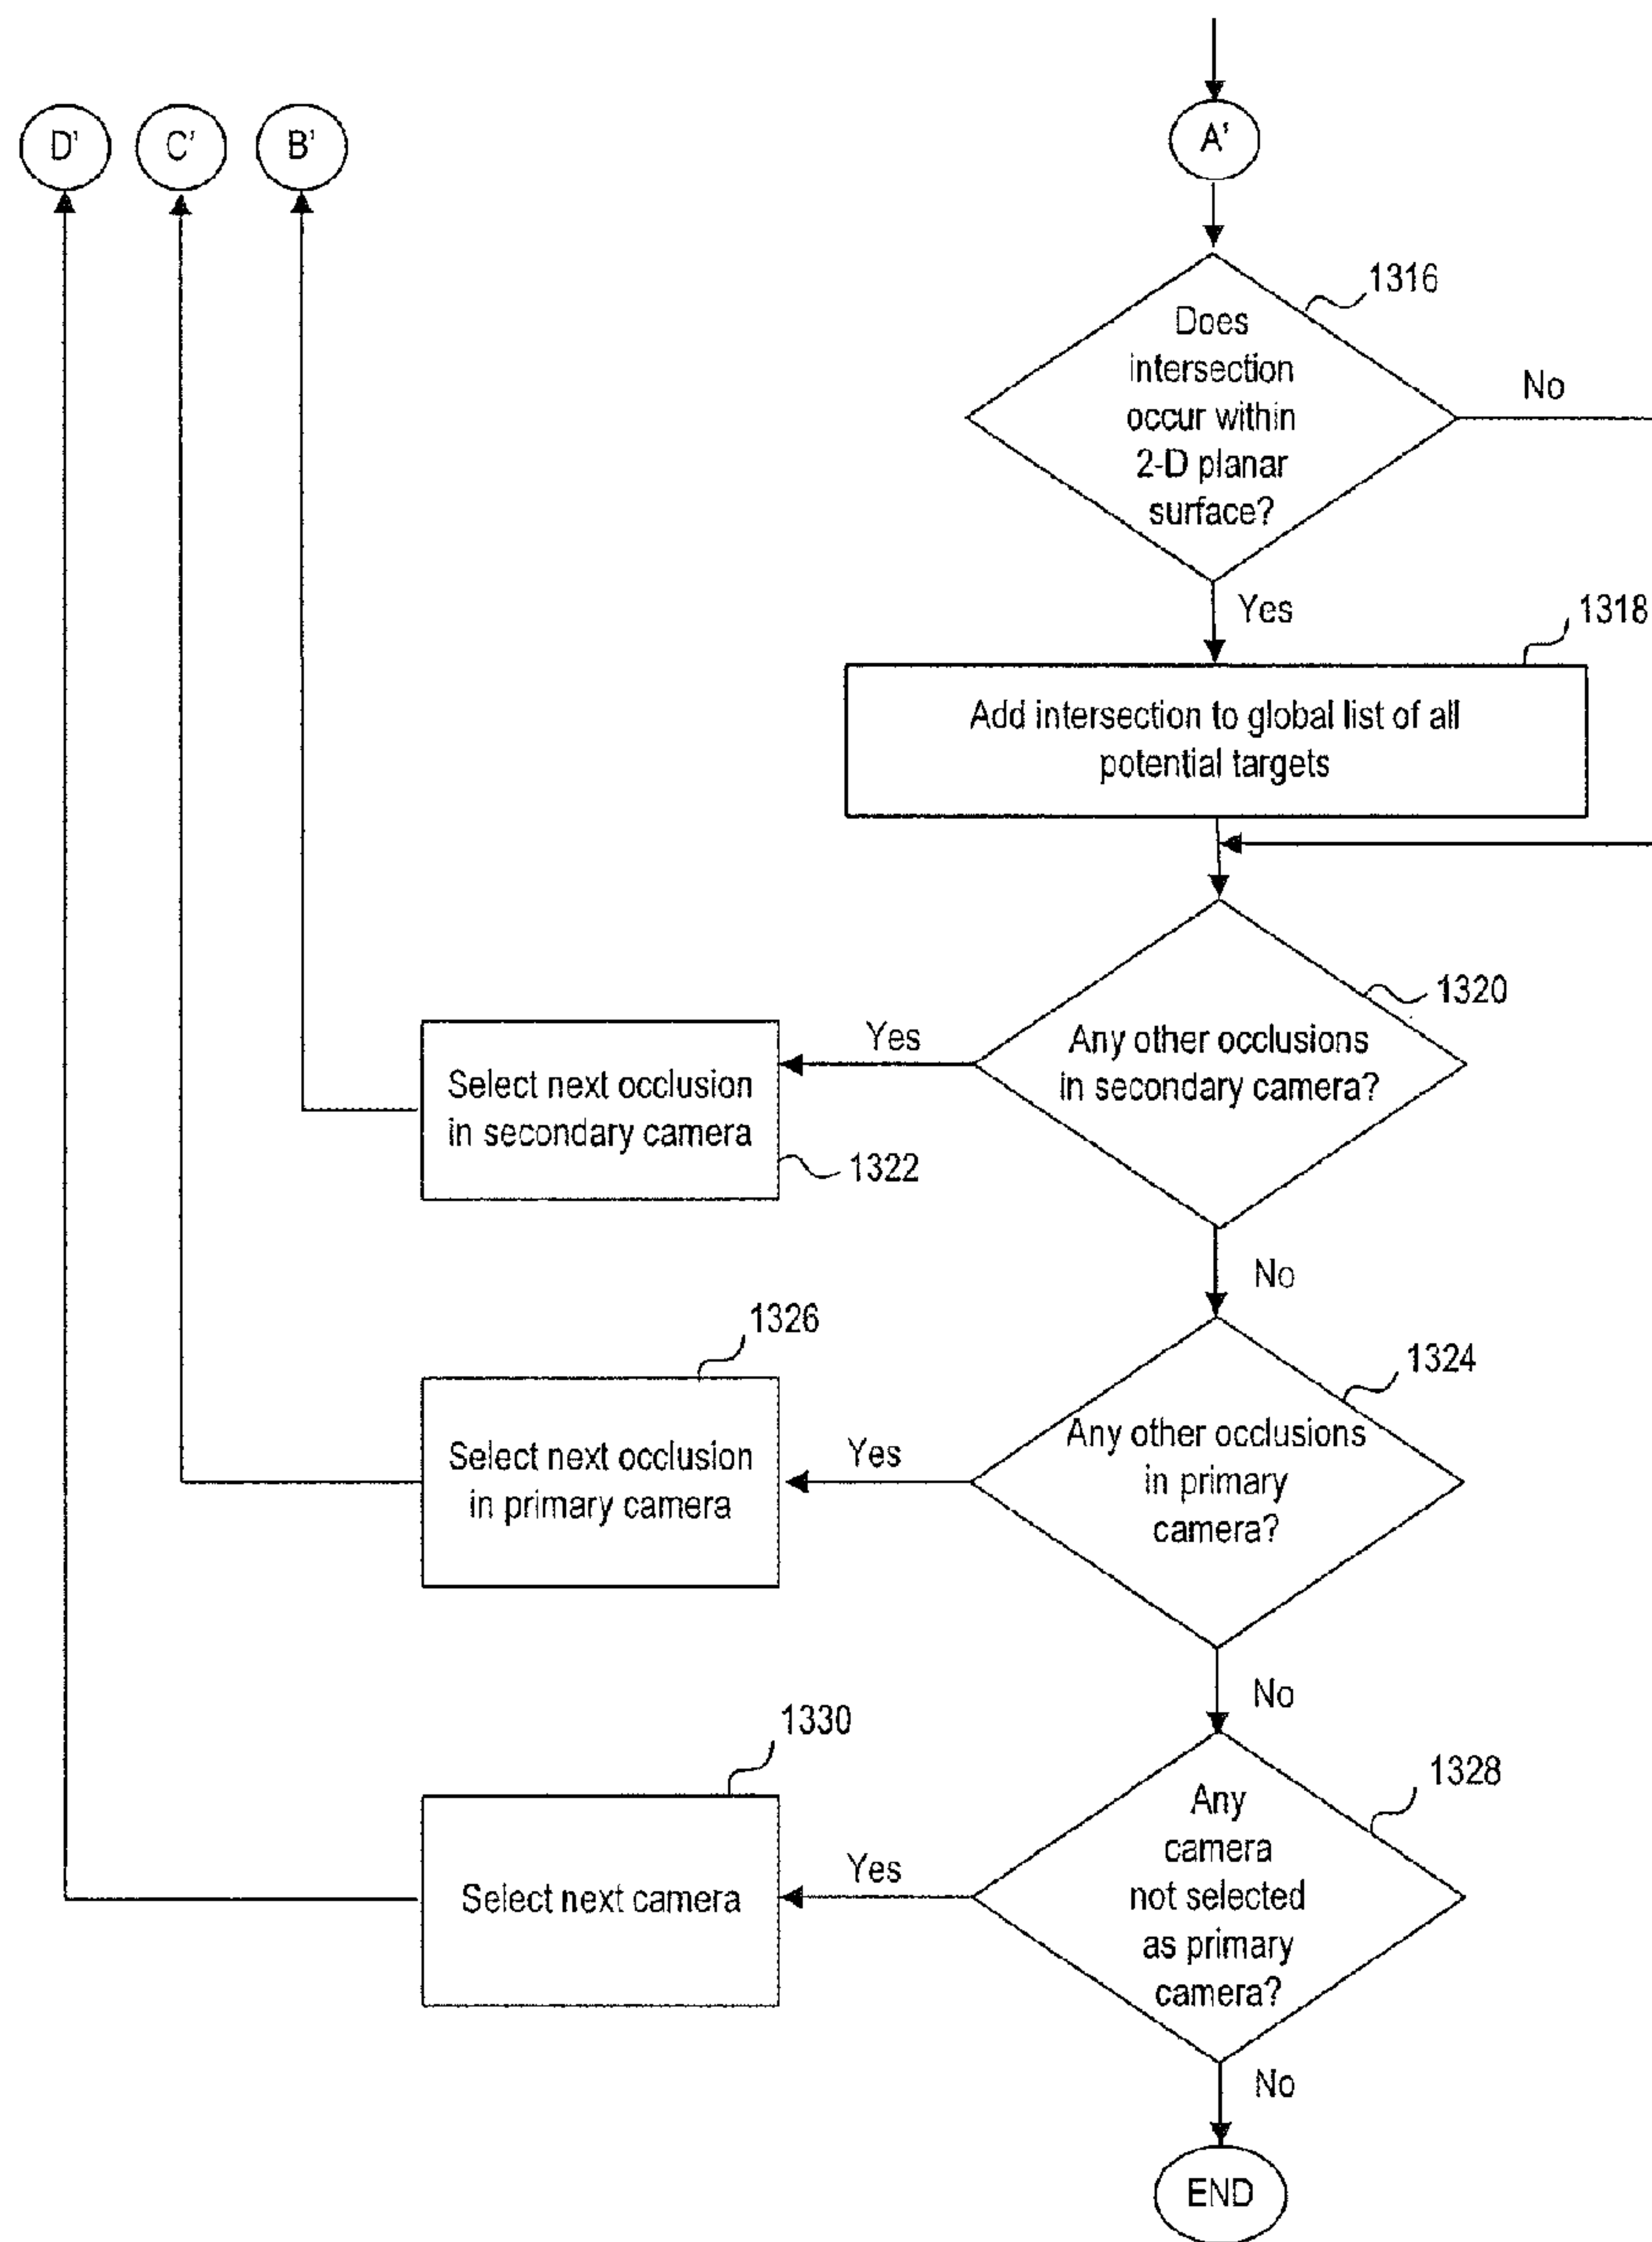 D'
C'
B'
A'
1316
Does
intersection
occur within
2-D planar
surface?
No
Yes
1318
Add intersection to global list of all
potential targets
1320
Any other occlusions
in secondary camera?
Yes
Select next occlusion
in secondary camera
1322
No
1326
1324
Any other occlusions
in primary
camera?
Yes
Select next occlusion
in primary camera
No
1330
1328
Any
camera
not selected
as primary
camera?
Yes
Select next camera
No
END